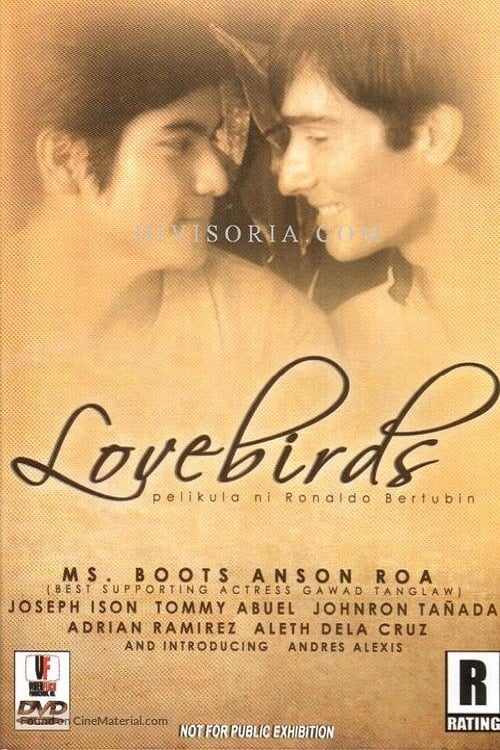 DIVISORIA.COM
Lovebirds
pelikula ni Ronaldo Bertubin
MS. BOOTS ANSON ROA
(BEST SUPPORTING ACTRESS GAWAD TANGLAW)
JOSEPH ISON TOMMY ABUEL JOHNRON TAÑADA
ADRIAN RAMIREZ ALETH DELA CRUZ
AND INTRODUCING ANDRES ALEXIS
VF
VIDEOFLICK
DVD
Found on CineMaterial.com
NOT FOR PUBLIC EXHIBITION
R
RATING